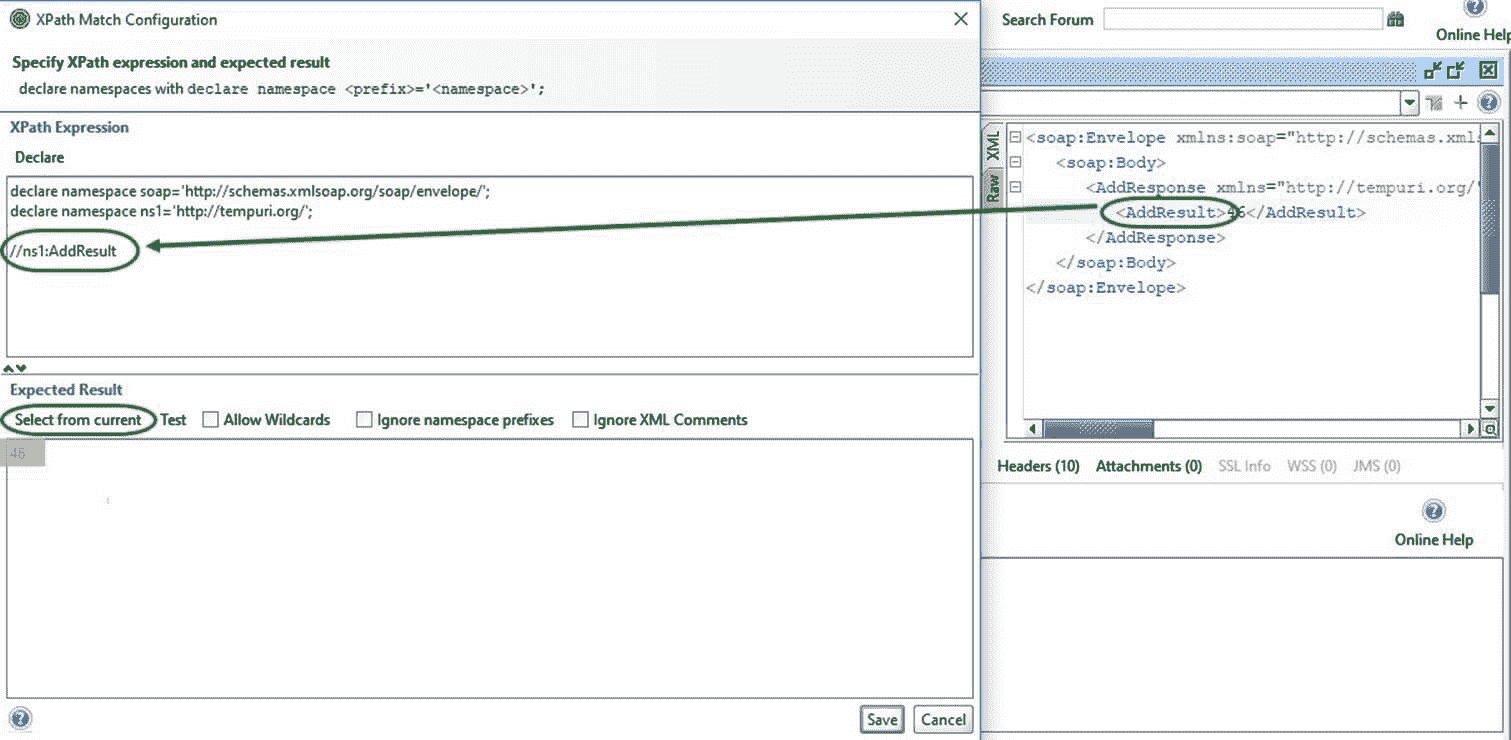 XPath Match Configuration
Specify XPath expression and expected result
declare namespaces with declare namespace <prefix>='<namespace>';
XPath Expression
Declare
declare namespace soap='http://schemas.xmlsoap.org/soap/envelope/';
declare namespace ns1='http://tempuri.org/';
//ns1:AddResult
Expected Result
Select from current Test Allow Wildcards Ignore namespace prefixes Ignore XML Comments
46
Save Cancel
Search Forum
Online Help
XML
Raw
<soap:Envelope xmlns:soap="http://schemas.xmls
<soap:Body>
<AddResponse xmlns="http://tempuri.org/"
<AddResult>46</AddResult>
</AddResponse>
</soap:Body>
</soap:Envelope>
Headers (10) Attachments (0) SSL Info WSS (0) JMS (0)
Online Help